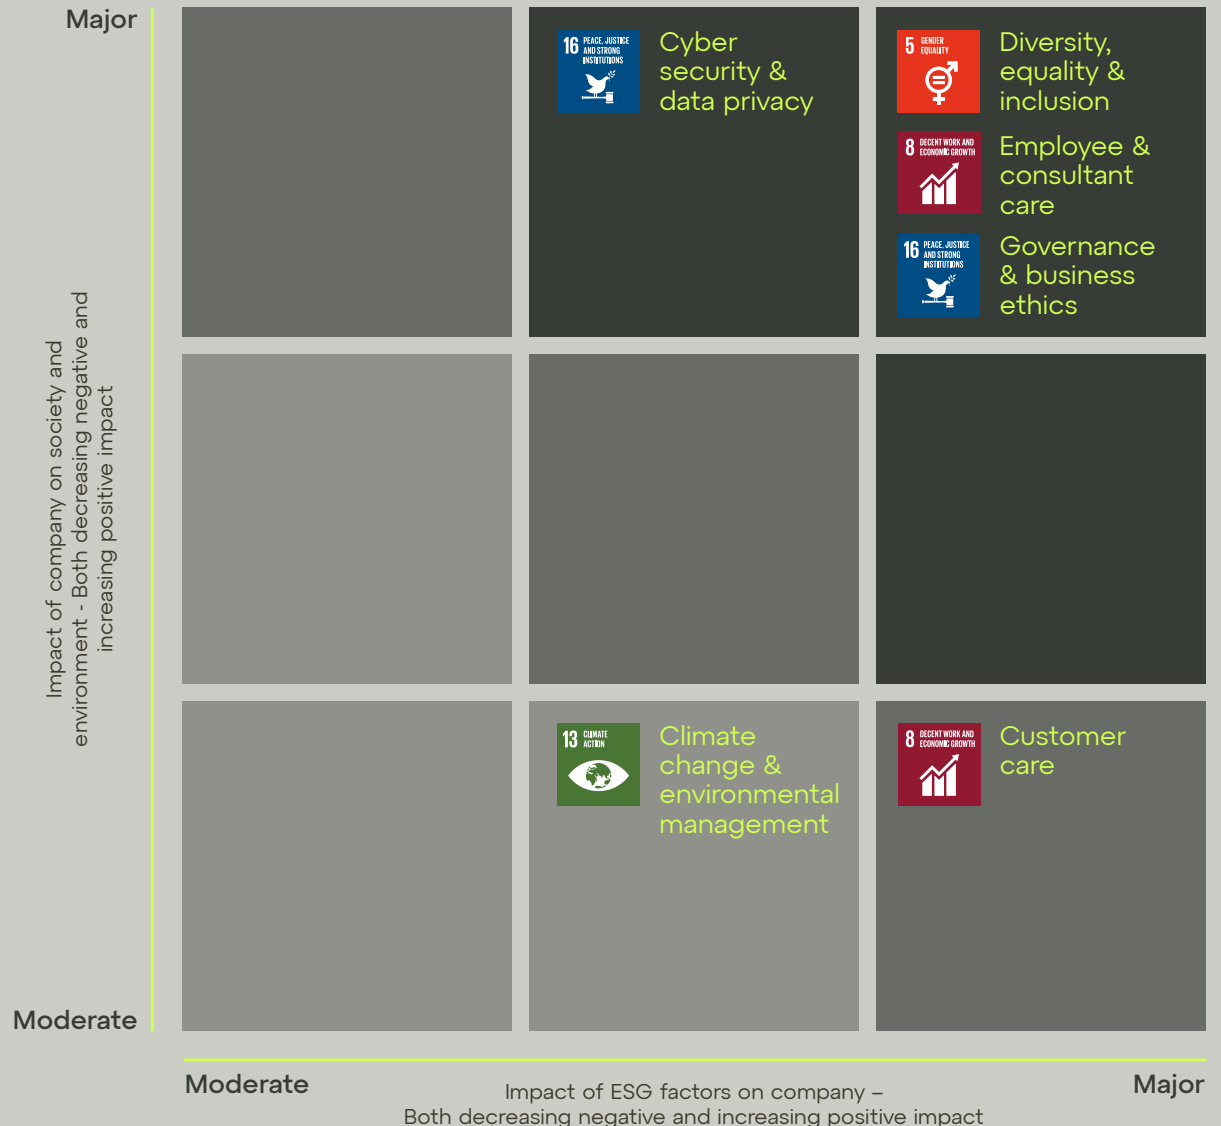 Major
16 PEACE, JUSTICE
AND STRONG
INSTITUTIONS
Cyber
security &
data privacy
5 GENDER
EQUALITY
Diversity,
equality &
inclusion
8 DECENT WORK AND
ECONOMIC GROWTH
Employee &
consultant
care
16 PEACE, JUSTICE
AND STRONG
INSTITUTIONS
Governance
& business
ethics
Impact of company on society and
environment - Both decreasing negative and
increasing positive impact
13 CLIMATE
ACTION
Climate
change &
environmental
management
8 DECENT WORK AND
ECONOMIC GROWTH
Customer
care
Moderate
Moderate
Impact of ESG factors on company –
Both decreasing negative and increasing positive impact
Major